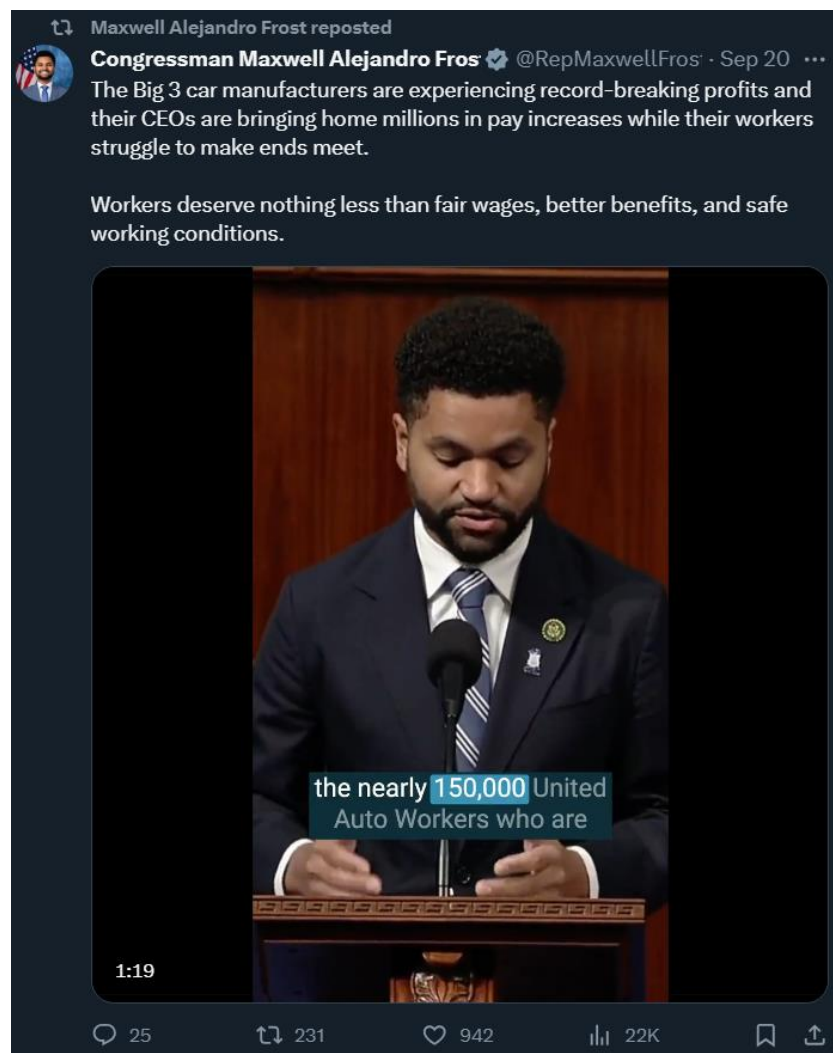 Maxwell Alejandro Frost reposted
Congressman Maxwell Alejandro Fros @RepMaxwellFros · Sep 20 ···
The Big 3 car manufacturers are experiencing record-breaking profits and
their CEOs are bringing home millions in pay increases while their workers
struggle to make ends meet.
Workers deserve nothing less than fair wages, better benefits, and safe
working conditions.
the nearly 150,000 United
Auto Workers who are
1:19
25 231 942 22K